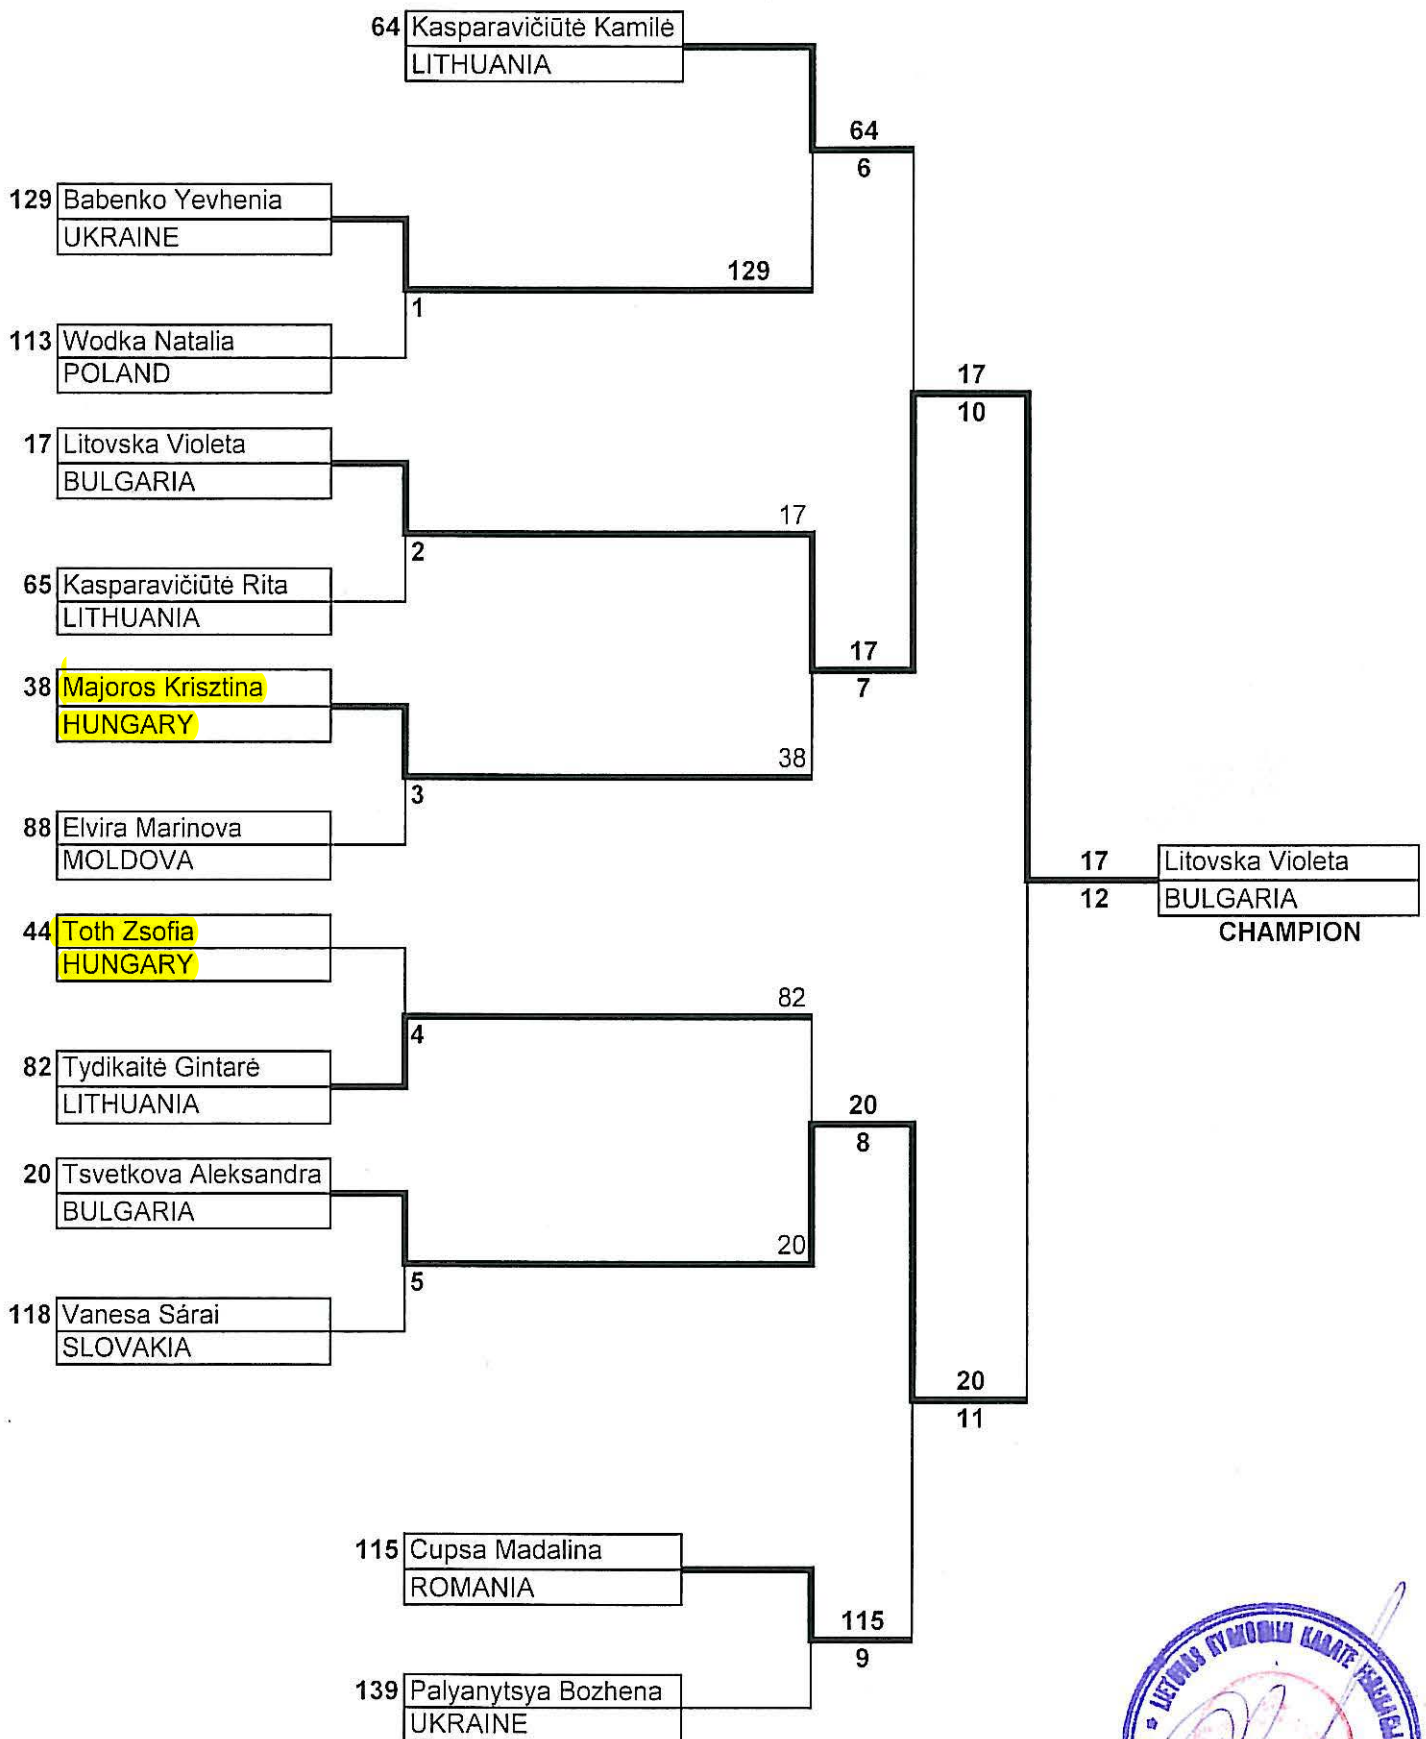 64 Kasparavičiūtė Kamilė
LITHUANIA
64
6
129 Babenko Yevhenia
UKRAINE
129
1
113 Wodka Natalia
POLAND
17
10
17 Litovska Violeta
BULGARIA
17
2
65 Kasparavičiūtė Rita
LITHUANIA
17
7
38 Majoros Krisztina
HUNGARY
38
3
88 Elvira Marinova
MOLDOVA
17 Litovska Violeta
12 BULGARIA
CHAMPION
44 Toth Zsofia
HUNGARY
82
4
82 Tydikaitė Gintarė
LITHUANIA
20
8
20 Tsvetkova Aleksandra
BULGARIA
20
5
118 Vanesa Sárai
SLOVAKIA
20
11
115 Cupsa Madalina
ROMANIA
115
9
139 Palyanytsya Bozhena
UKRAINE
LIETUVOS KYOKUSHIN KARATE